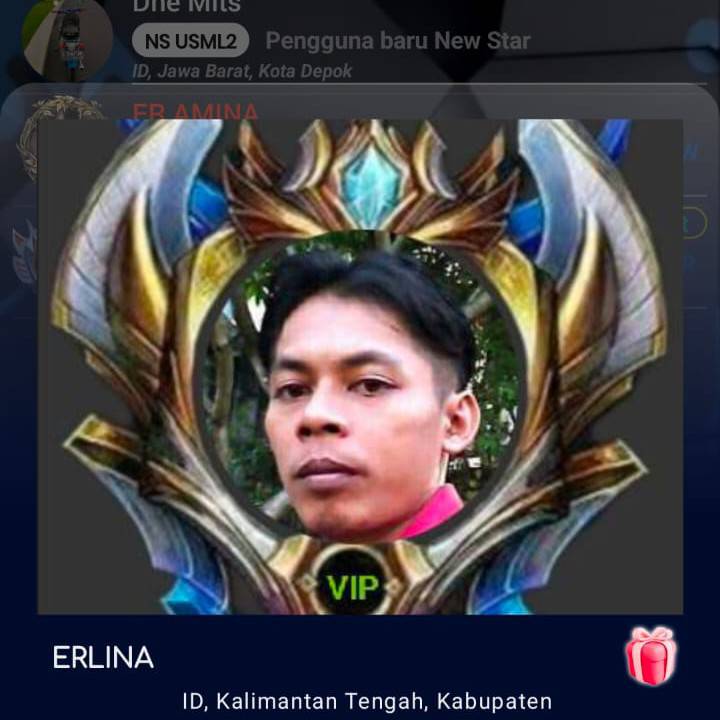 Dhe Mits
NS USML2 Pengguna baru New Star
ID, Jawa Barat, Kota Depok
ER AMINA
VIP
ERLINA
ID, Kalimantan Tengah, Kabupaten